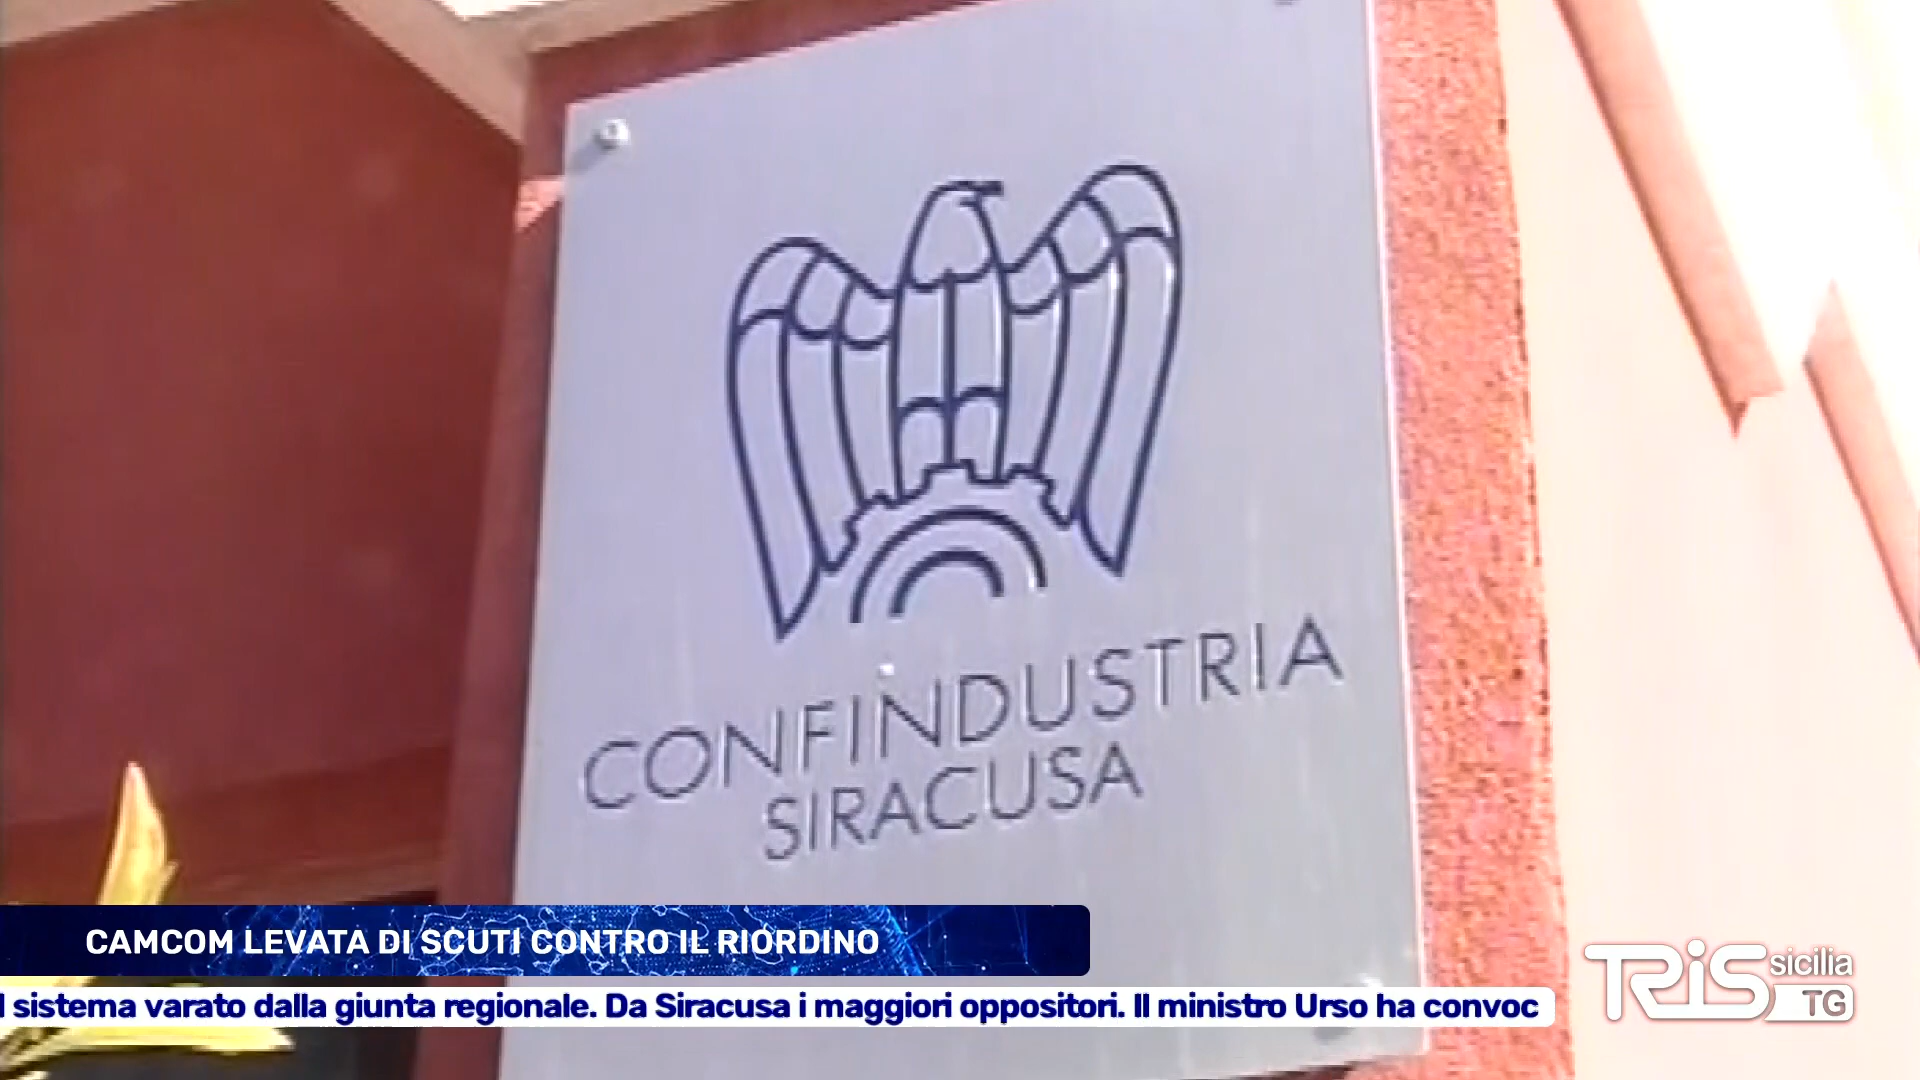 CONFINDUSTRIA
SIRACUSA
CAMCOM LEVATA DI SCUTI CONTRO IL RIORDINO
sistema varato dalla giunta regionale. Da Siracusa i maggiori oppositori. Il ministro Urso ha convoc
TRIS sicilia
TG